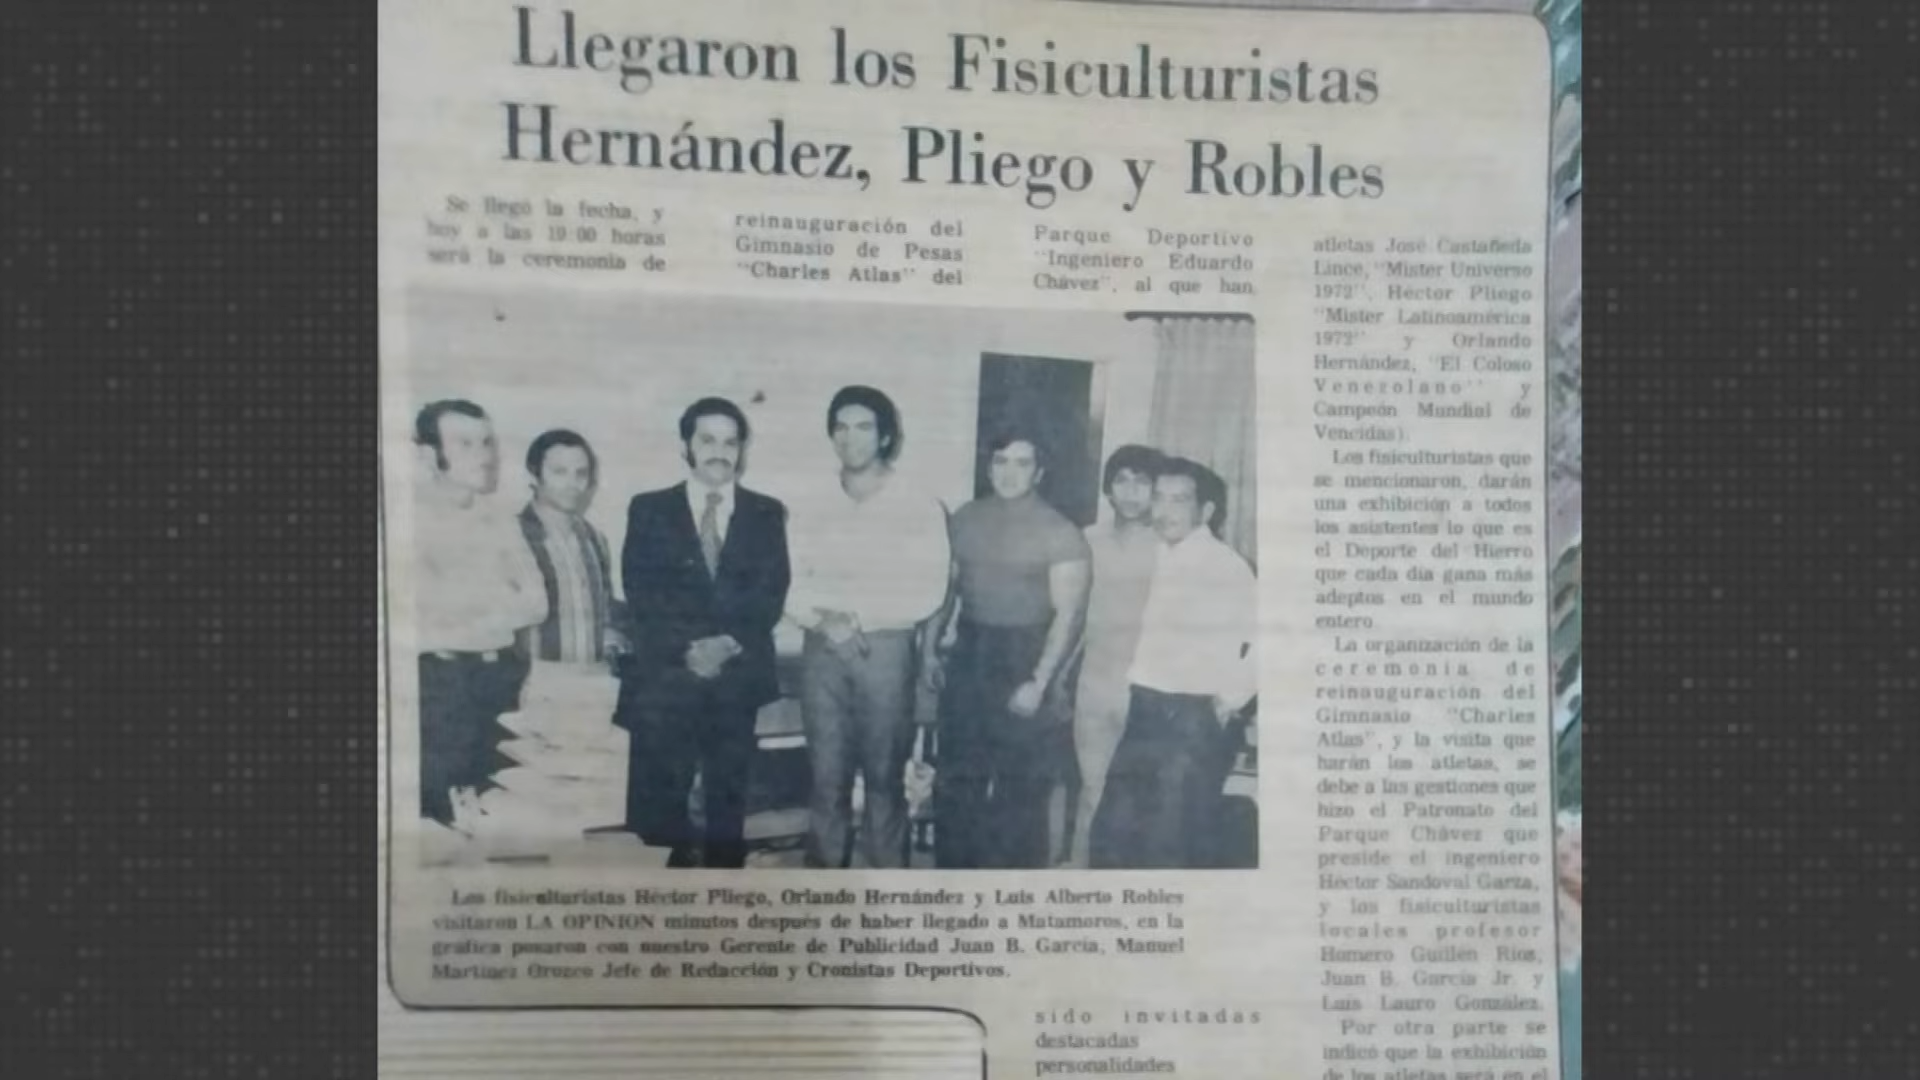 Llegaron los Fisiculturistas
Hernández, Pliego y Robles
Se llegó la fecha, y
hoy a las 19:00 horas
será la ceremonia de
reinauguración del
Gimnasio de Pesas
"Charles Atlas" del
Parque Deportivo
"Ingeniero Eduardo
Chávez", al que han
sido invitadas
destacadas
personalidades
atletas José Castañeda
Lince, "Mister Universo
1972", Héctor Pliego
"Mister Latinoamérica
1972" y Orlando
Hernández, "El Coloso
Venezolano" y
Campeón Mundial de
Vencidas).
Los fisiculturistas que
se mencionaron, darán
una exhibición a todos
los asistentes lo que es
el Deporte del Hierro
que cada día gana más
adeptos en el mundo
entero
La organización de la
ceremonia de
reinauguración del
Gimnasio "Charles
Atlas", y la visita que
harán los atletas, se
debe a las gestiones que
hizo el Patronato del
Parque Chávez que
preside el ingeniero
Héctor Sandoval Garza,
y los fisiculturistas
locales profesor
Homero Guillén Ríos,
Juan B. García Jr. y
Luis Lauro González.
Por otra parte se
indicó que la exhibición
de los atletas será en el
Los fisiculturistas Héctor Pliego, Orlando Hernández y Luis Alberto Robles
visitaron LA OPINION minutos después de haber llegado a Matamoros, en la
gráfica posaron con nuestro Gerente de Publicidad Juan B. García, Manuel
Martínez Orozco Jefe de Redacción y Cronistas Deportivos.